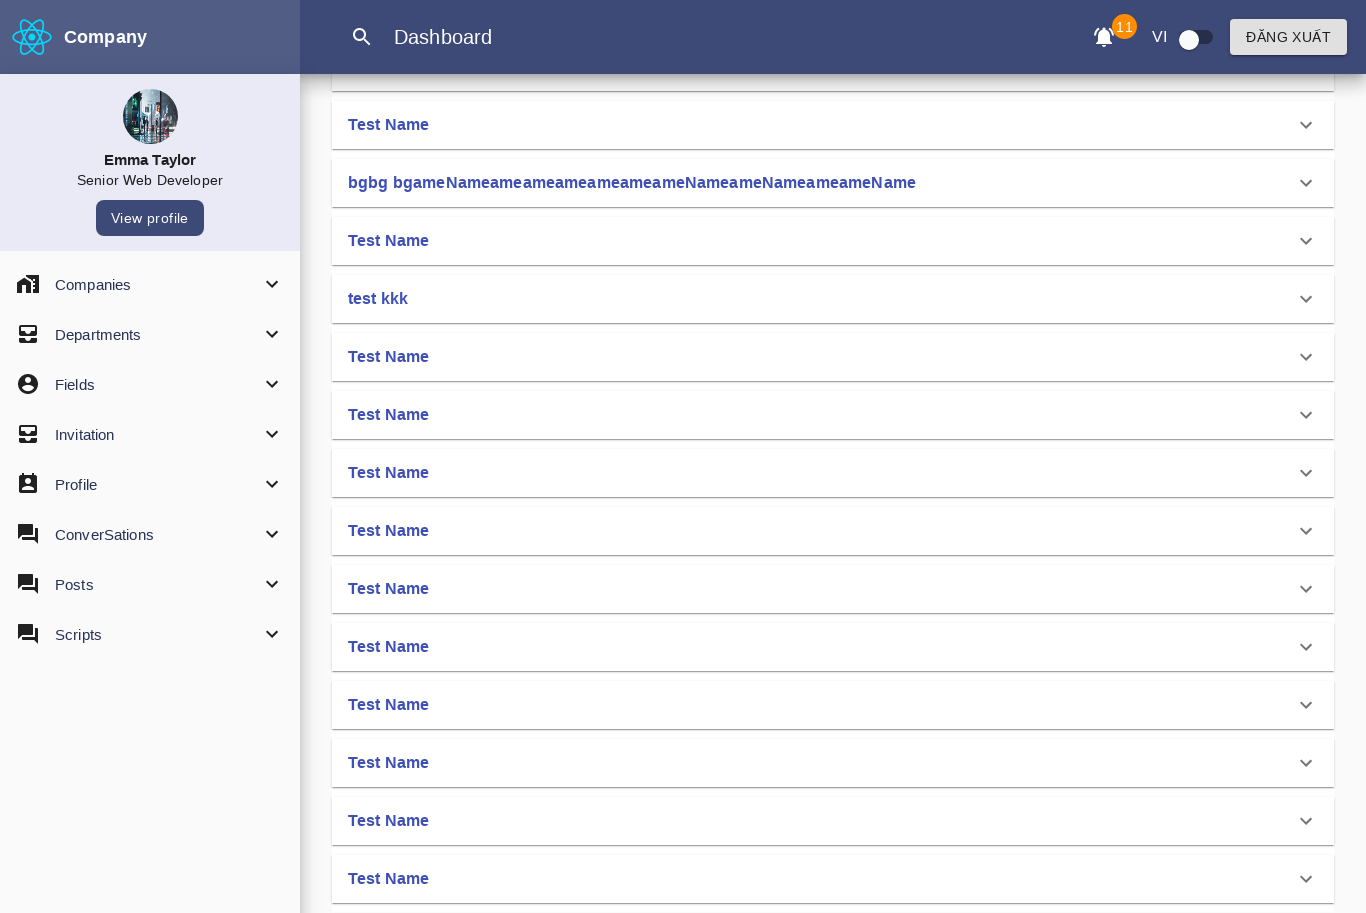 Company
Dashboard
11
VI
ĐĂNG XUẤT
Emma Taylor
Senior Web Developer
View profile
Companies
Departments
Fields
Invitation
Profile
ConverSations
Posts
Scripts
Test Name
bgbg bgameNameameameameameameameNameameNameameameName
Test Name
test kkk
Test Name
Test Name
Test Name
Test Name
Test Name
Test Name
Test Name
Test Name
Test Name
Test Name